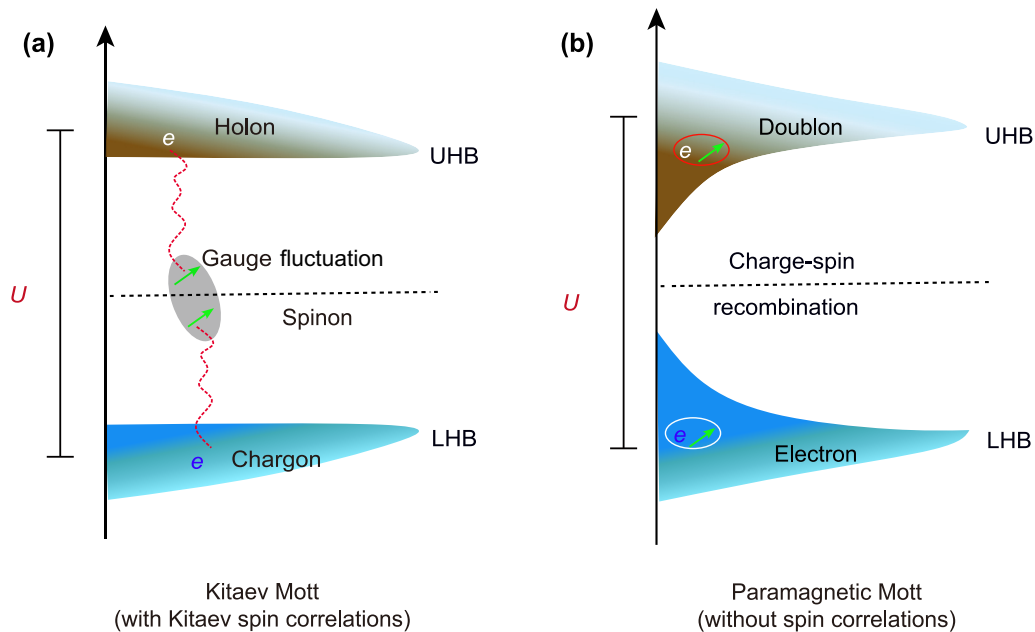 (a)
Holon
e
UHB
Gauge fluctuation
U
Spinon
LHB
e
Chargon
Kitaev Mott
(with Kitaev spin correlations)
(b)
Doublon
e
UHB
Charge-spin
U
recombination
e
LHB
Electron
Paramagnetic Mott
(without spin correlations)